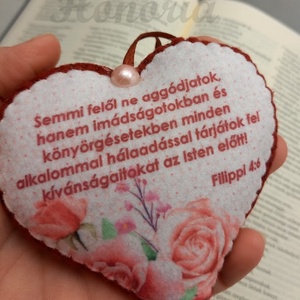 Honoria
Semmi felől ne aggódjatok,
hanem imádságotokban és
könyörgésetekben minden
alkalommal hálaadással tárjátok fel
kívánságaitokat az Isten előtt!
Filippi 4:6